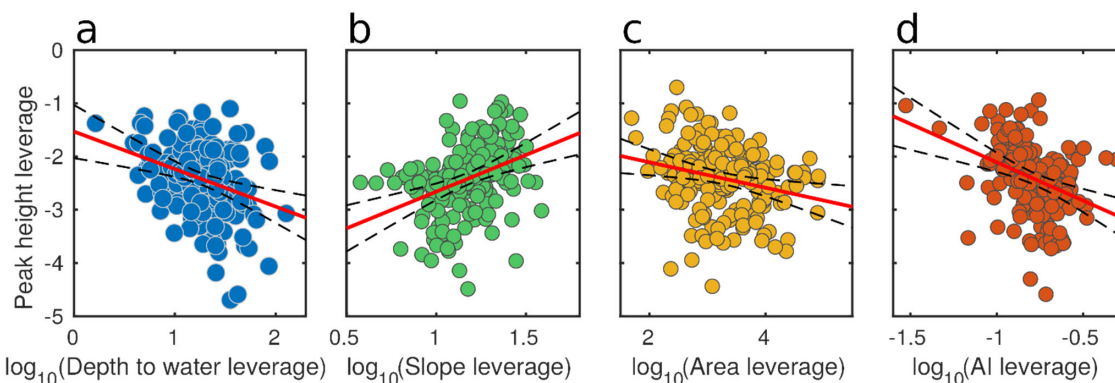 a b c d
Peak height leverage
0
-1
-2
-3
-4
-5
0 1 2
0.5 1 1.5
2 4
-1.5 -1 -0.5
log10(Depth to water leverage)
log10(Slope leverage)
log10(Area leverage)
log10(AI leverage)